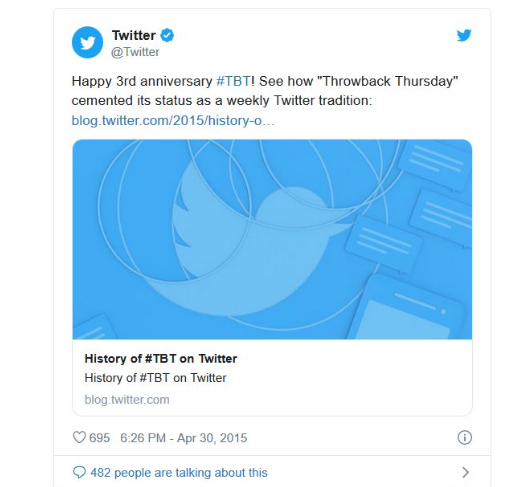 Twitter
@Twitter
Happy 3rd anniversary #TBT! See how "Throwback Thursday"
cemented its status as a weekly Twitter tradition:
blog.twitter.com/2015/history-o…
History of #TBT on Twitter
History of #TBT on Twitter
blog.twitter.com
695 6:26 PM - Apr 30, 2015
482 people are talking about this